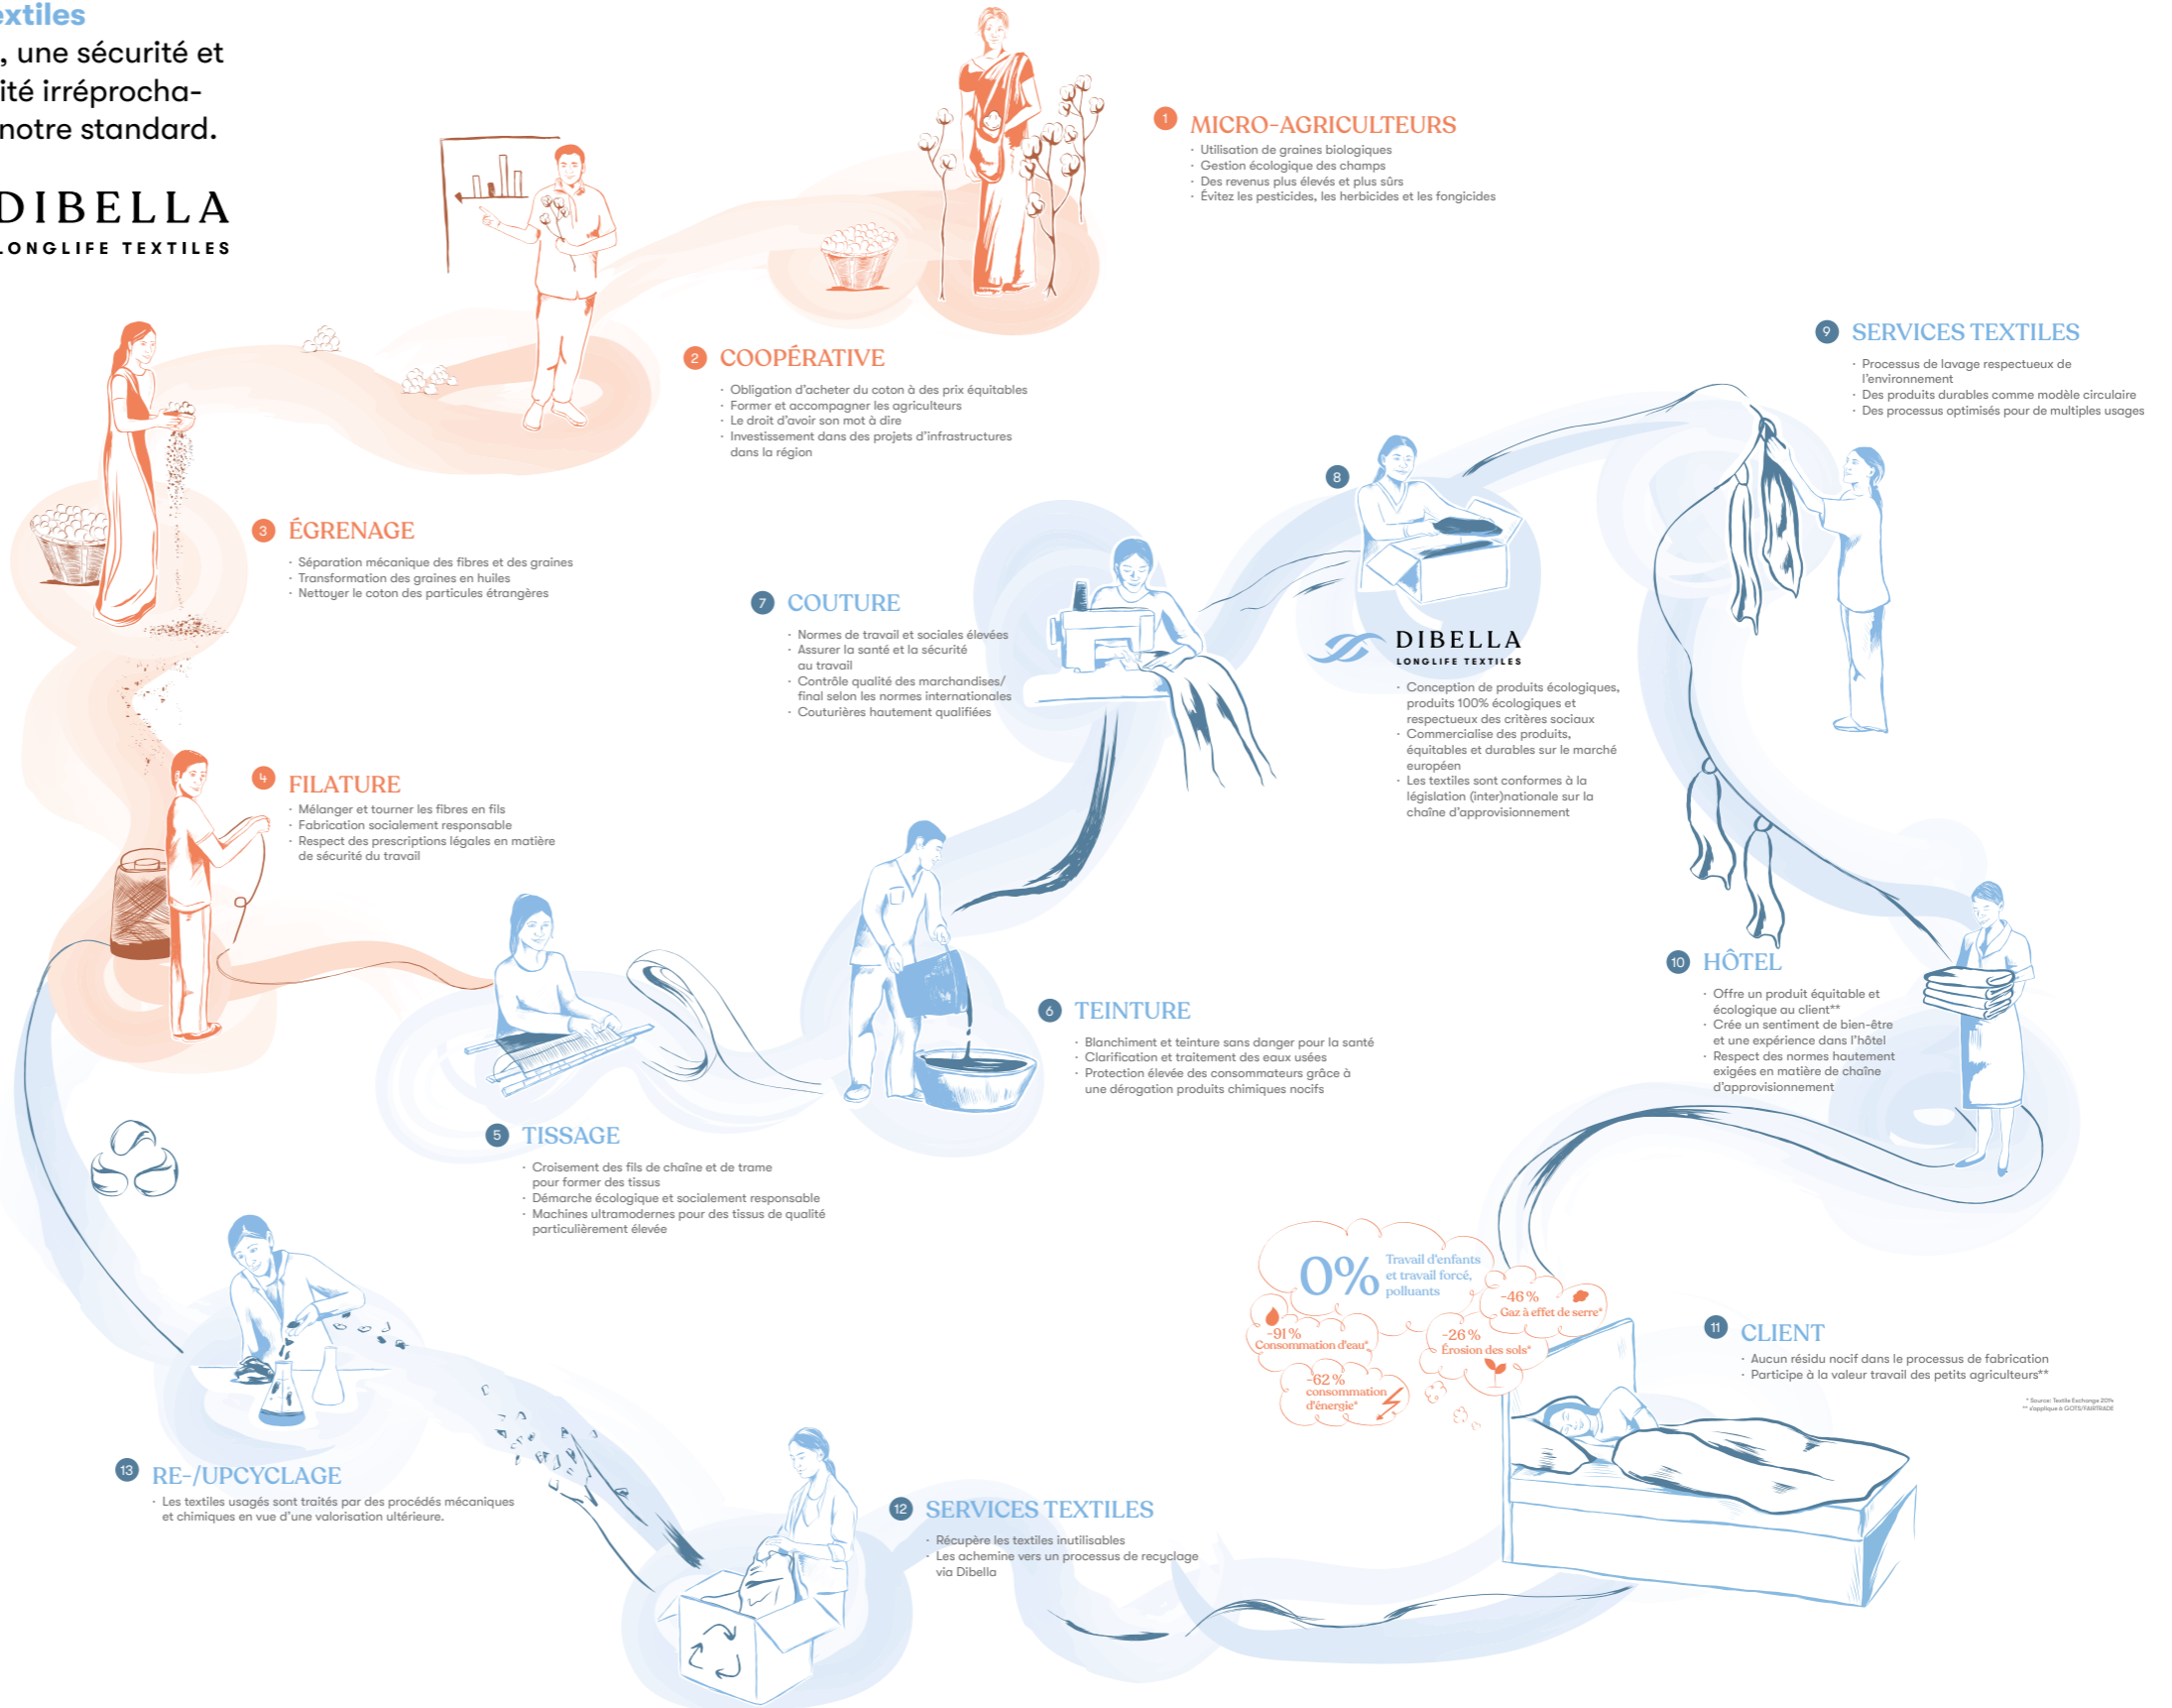 extiles
, une sécurité et
ité irréprocha-
notre standard.
DIBELLA
LONGLIFE TEXTILES
1 MICRO-AGRICULTEURS
· Utilisation de graines biologiques
· Gestion écologique des champs
· Des revenus plus élevés et plus sûrs
· Évitez les pesticides, les herbicides et les fongicides
2 COOPÉRATIVE
· Obligation d'acheter du coton à des prix équitables
· Former et accompagner les agriculteurs
· Le droit d'avoir son mot à dire
· Investissement dans des projets d'infrastructures
dans la région
3 ÉGRENAGE
· Séparation mécanique des fibres et des graines
· Transformation des graines en huiles
· Nettoyer le coton des particules étrangères
4 FILATURE
· Mélanger et tourner les fibres en fils
· Fabrication socialement responsable
· Respect des prescriptions légales en matière
de sécurité du travail
5 TISSAGE
· Croisement des fils de chaîne et de trame
pour former des tissus
· Démarche écologique et socialement responsable
· Machines ultramodernes pour des tissus de qualité
particulièrement élevée
6 TEINTURE
· Blanchiment et teinture sans danger pour la santé
· Clarification et traitement des eaux usées
· Protection élevée des consommateurs grâce à
une dérogation produits chimiques nocifs
7 COUTURE
· Normes de travail et sociales élevées
· Assurer la santé et la sécurité
au travail
· Contrôle qualité des marchandises/
final selon les normes internationales
· Couturières hautement qualifiées
8
DIBELLA
LONGLIFE TEXTILES
· Conception de produits écologiques,
produits 100% écologiques et
respectueux des critères sociaux
· Commercialise des produits,
équitables et durables sur le marché
européen
· Les textiles sont conformes à la
législation (inter)nationale sur la
chaîne d'approvisionnement
9 SERVICES TEXTILES
· Processus de lavage respectueux de
l'environnement
· Des produits durables comme modèle circulaire
· Des processus optimisés pour de multiples usages
10 HÔTEL
· Offre un produit équitable et
écologique au client**
· Crée un sentiment de bien-être
et une expérience dans l'hôtel
· Respect des normes hautement
exigées en matière de chaîne
d'approvisionnement
0%
Travail d'enfants
et travail forcé,
polluants
-46%
Gaz à effet de serre*
-91%
Consommation d'eau*
-26%
Érosion des sols*
-62%
consommation
d'énergie*
11 CLIENT
· Aucun résidu nocif dans le processus de fabrication
· Participe à la valeur travail des petits agriculteurs**
* Source: Textile Exchange 2014
** s'applique à GOTS/FAIRTRADE
12 SERVICES TEXTILES
· Récupère les textiles inutilisables
· Les achemine vers un processus de recyclage
via Dibella
13 RE-/UPCYCLAGE
· Les textiles usagés sont traités par des procédés mécaniques
et chimiques en vue d'une valorisation ultérieure.